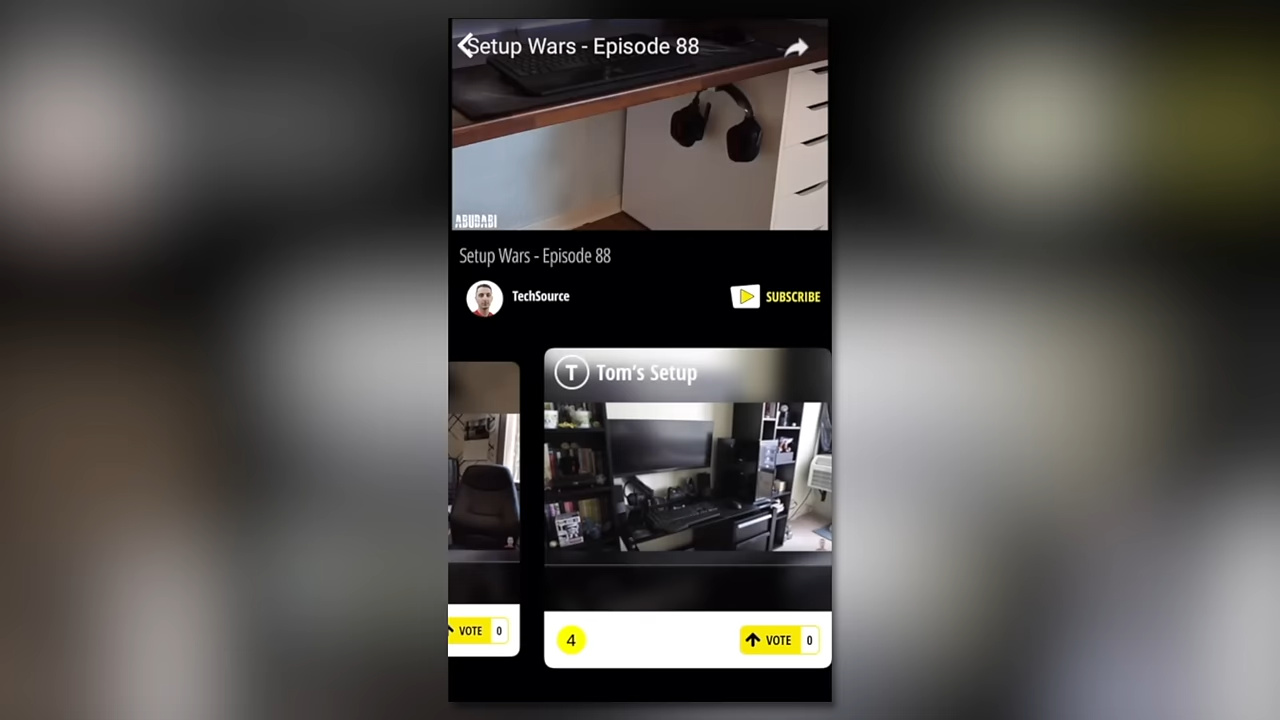 Setup Wars - Episode 88
ABUDABI
Setup Wars - Episode 88
TechSource
SUBSCRIBE
T Tom's Setup
VOTE 0
4 VOTE 0